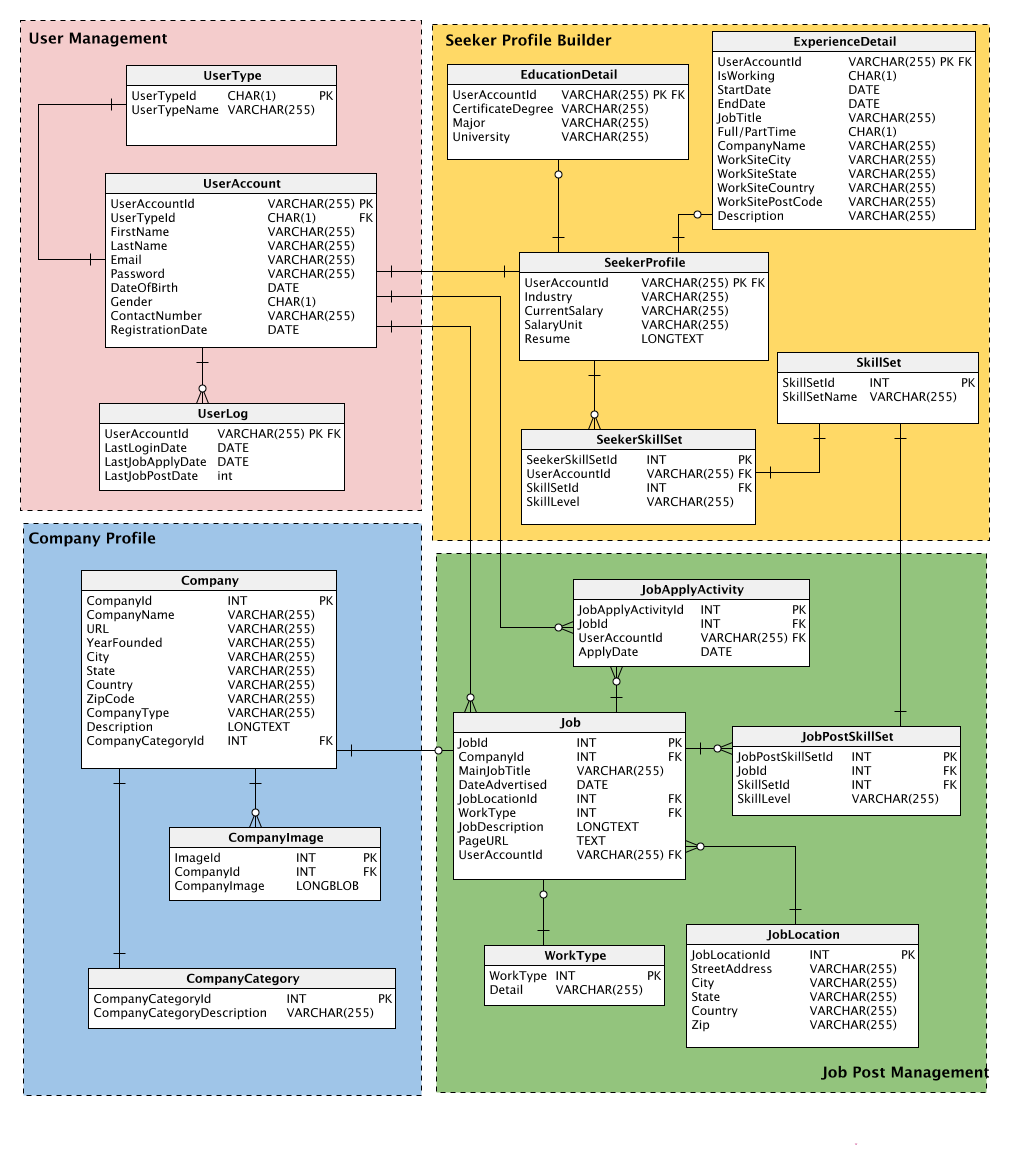 User Management
UserType
UserTypeId CHAR(1) PK
UserTypeName VARCHAR(255)
UserAccount
UserAccountId VARCHAR(255) PK
UserTypeId CHAR(1) FK
FirstName VARCHAR(255)
LastName VARCHAR(255)
Email VARCHAR(255)
Password VARCHAR(255)
DateOfBirth DATE
Gender CHAR(1)
ContactNumber VARCHAR(255)
RegistrationDate DATE
UserLog
UserAccountId VARCHAR(255) PK FK
LastLoginDate DATE
LastJobApplyDate DATE
LastJobPostDate int
Seeker Profile Builder
EducationDetail
UserAccountId VARCHAR(255) PK FK
CertificateDegree VARCHAR(255)
Major VARCHAR(255)
University VARCHAR(255)
ExperienceDetail
UserAccountId VARCHAR(255) PK FK
IsWorking CHAR(1)
StartDate DATE
EndDate DATE
JobTitle VARCHAR(255)
Full/PartTime CHAR(1)
CompanyName VARCHAR(255)
WorkSiteCity VARCHAR(255)
WorkSiteState VARCHAR(255)
WorkSiteCountry VARCHAR(255)
WorkSitePostCode VARCHAR(255)
Description VARCHAR(255)
SeekerProfile
UserAccountId VARCHAR(255) PK FK
Industry VARCHAR(255)
CurrentSalary VARCHAR(255)
SalaryUnit VARCHAR(255)
Resume LONGTEXT
SkillSet
SkillSetId INT PK
SkillSetName VARCHAR(255)
SeekerSkillSet
SeekerSkillSetId INT PK
UserAccountId VARCHAR(255) FK
SkillSetId INT FK
SkillLevel VARCHAR(255)
Company Profile
Company
CompanyId INT PK
CompanyName VARCHAR(255)
URL VARCHAR(255)
YearFounded VARCHAR(255)
City VARCHAR(255)
State VARCHAR(255)
Country VARCHAR(255)
ZipCode VARCHAR(255)
CompanyType VARCHAR(255)
Description LONGTEXT
CompanyCategoryId INT FK
CompanyImage
ImageId INT PK
CompanyId INT FK
CompanyImage LONGBLOB
CompanyCategory
CompanyCategoryId INT PK
CompanyCategoryDescription VARCHAR(255)
JobApplyActivity
JobApplyActivityId INT PK
JobId INT FK
UserAccountId VARCHAR(255) FK
ApplyDate DATE
Job
JobId INT PK
CompanyId INT FK
MainJobTitle VARCHAR(255)
DateAdvertised DATE
JobLocationId INT FK
WorkType INT FK
JobDescription LONGTEXT
PageURL TEXT
UserAccountId VARCHAR(255) FK
JobPostSkillSet
JobPostSkillSetId INT PK
JobId INT FK
SkillSetId INT FK
SkillLevel VARCHAR(255)
WorkType
WorkType INT PK
Detail VARCHAR(255)
JobLocation
JobLocationId INT PK
StreetAddress VARCHAR(255)
City VARCHAR(255)
State VARCHAR(255)
Country VARCHAR(255)
Zip VARCHAR(255)
Job Post Management